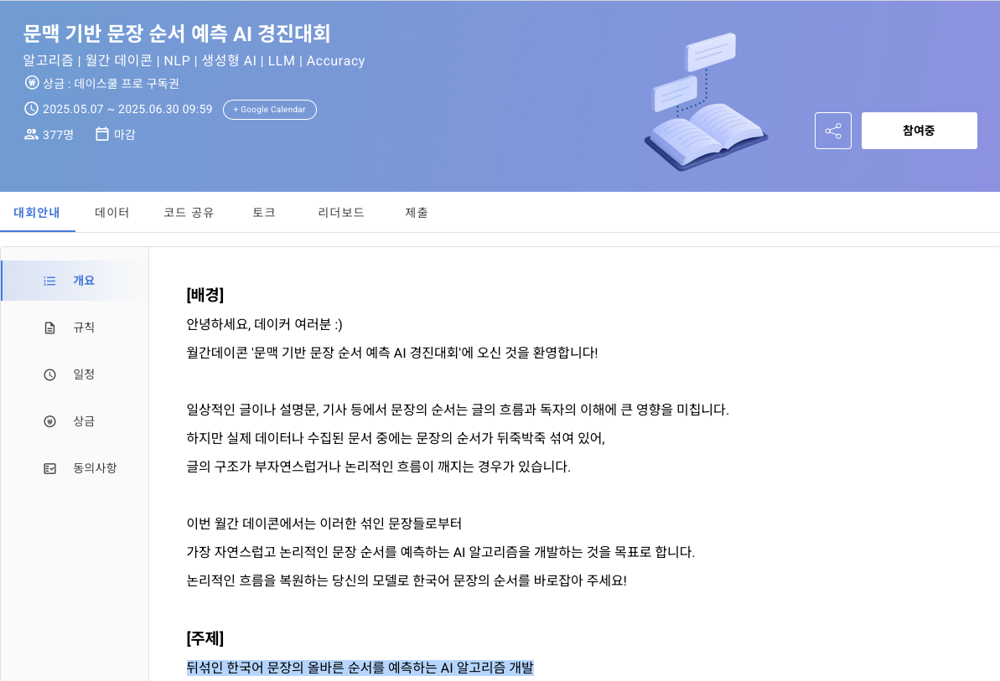 문맥 기반 문장 순서 예측 AI 경진대회
알고리즘 | 월간 데이콘 | NLP | 생성형 AI | LLM | Accuracy
상금 : 데이스쿨 프로 구독권
2025.05.07 ~ 2025.06.30 09:59 + Google Calendar
377명 마감
참여중
대회안내 데이터 코드 공유 토크 리더보드 제출
개요
규칙
일정
상금
동의사항
[배경]
안녕하세요, 데이커 여러분 :)
월간데이콘 '문맥 기반 문장 순서 예측 AI 경진대회'에 오신 것을 환영합니다!
일상적인 글이나 설명문, 기사 등에서 문장의 순서는 글의 흐름과 독자의 이해에 큰 영향을 미칩니다.
하지만 실제 데이터나 수집된 문서 중에는 문장의 순서가 뒤죽박죽 섞여 있어,
글의 구조가 부자연스럽거나 논리적인 흐름이 깨지는 경우가 있습니다.
이번 월간 데이콘에서는 이러한 섞인 문장들로부터
가장 자연스럽고 논리적인 문장 순서를 예측하는 AI 알고리즘을 개발하는 것을 목표로 합니다.
논리적인 흐름을 복원하는 당신의 모델로 한국어 문장의 순서를 바로잡아 주세요!
[주제]
뒤섞인 한국어 문장의 올바른 순서를 예측하는 AI 알고리즘 개발